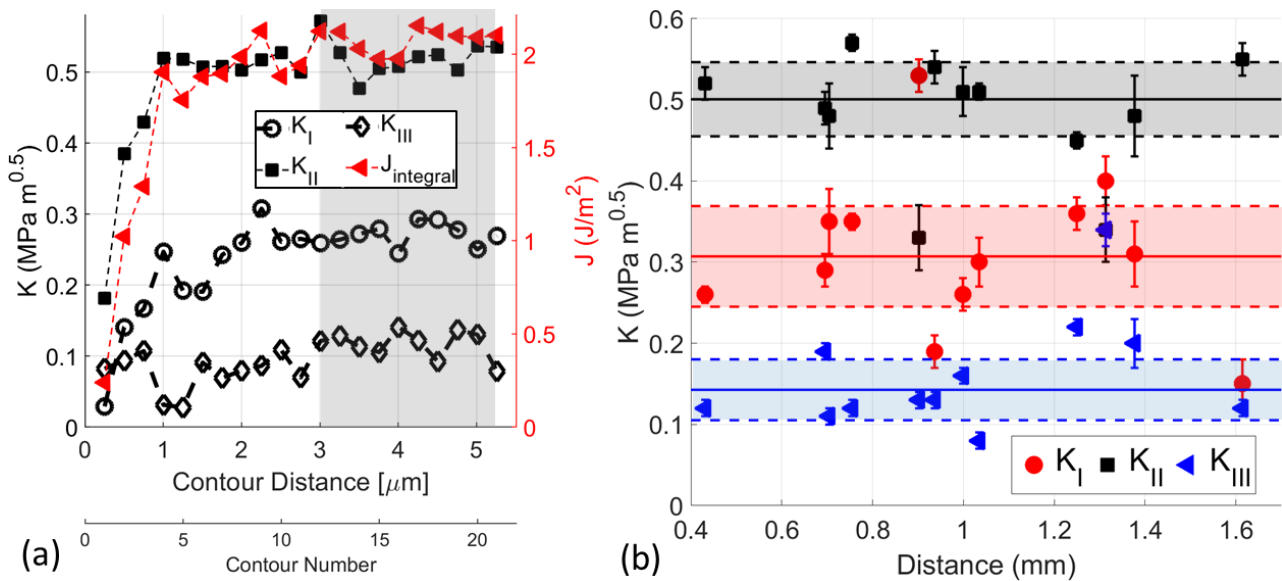 0.5
0.4
0.3
0.2
0.1
0
K (MPa m^0.5)
K_I
K_II
K_III
J_integral
2
1.5
1
0.5
0
J (J/m^2)
0 1 2 3 4 5
Contour Distance [μm]
0 5 10 15 20
Contour Number
(a)
0.6
0.5
0.4
0.3
0.2
0.1
0
K (MPa m^0.5)
K_I K_II K_III
0.4 0.6 0.8 1 1.2 1.4 1.6
Distance (mm)
(b)